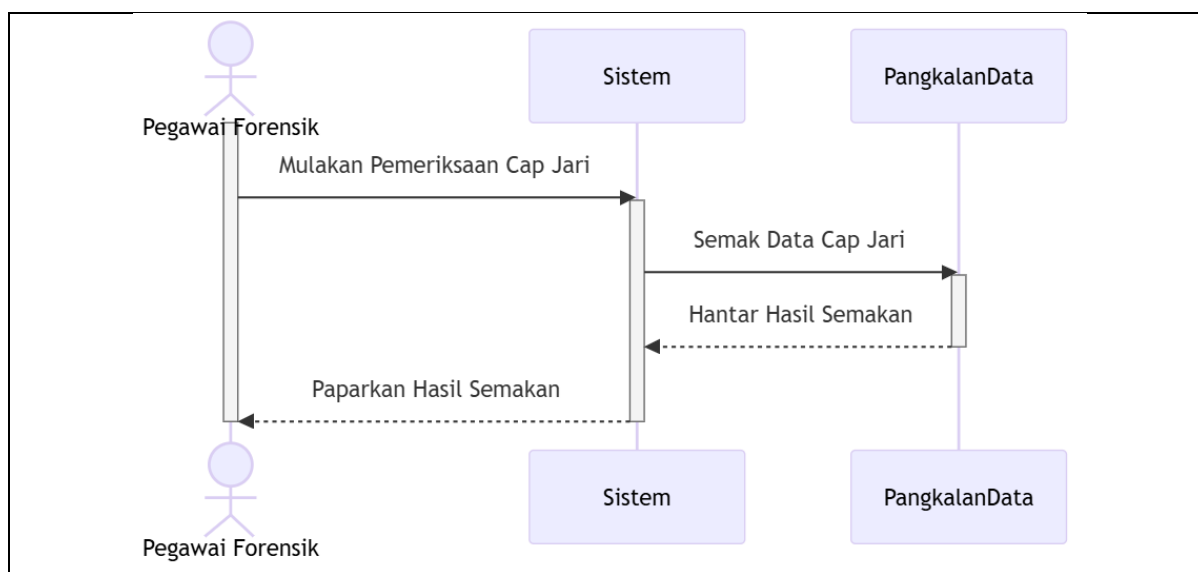 Sistem
PangkalanData
Pegawai Forensik
Mulakan Pemeriksaan Cap Jari
Semak Data Cap Jari
Hantar Hasil Semakan
Paparkan Hasil Semakan
Sistem
PangkalanData
Pegawai Forensik